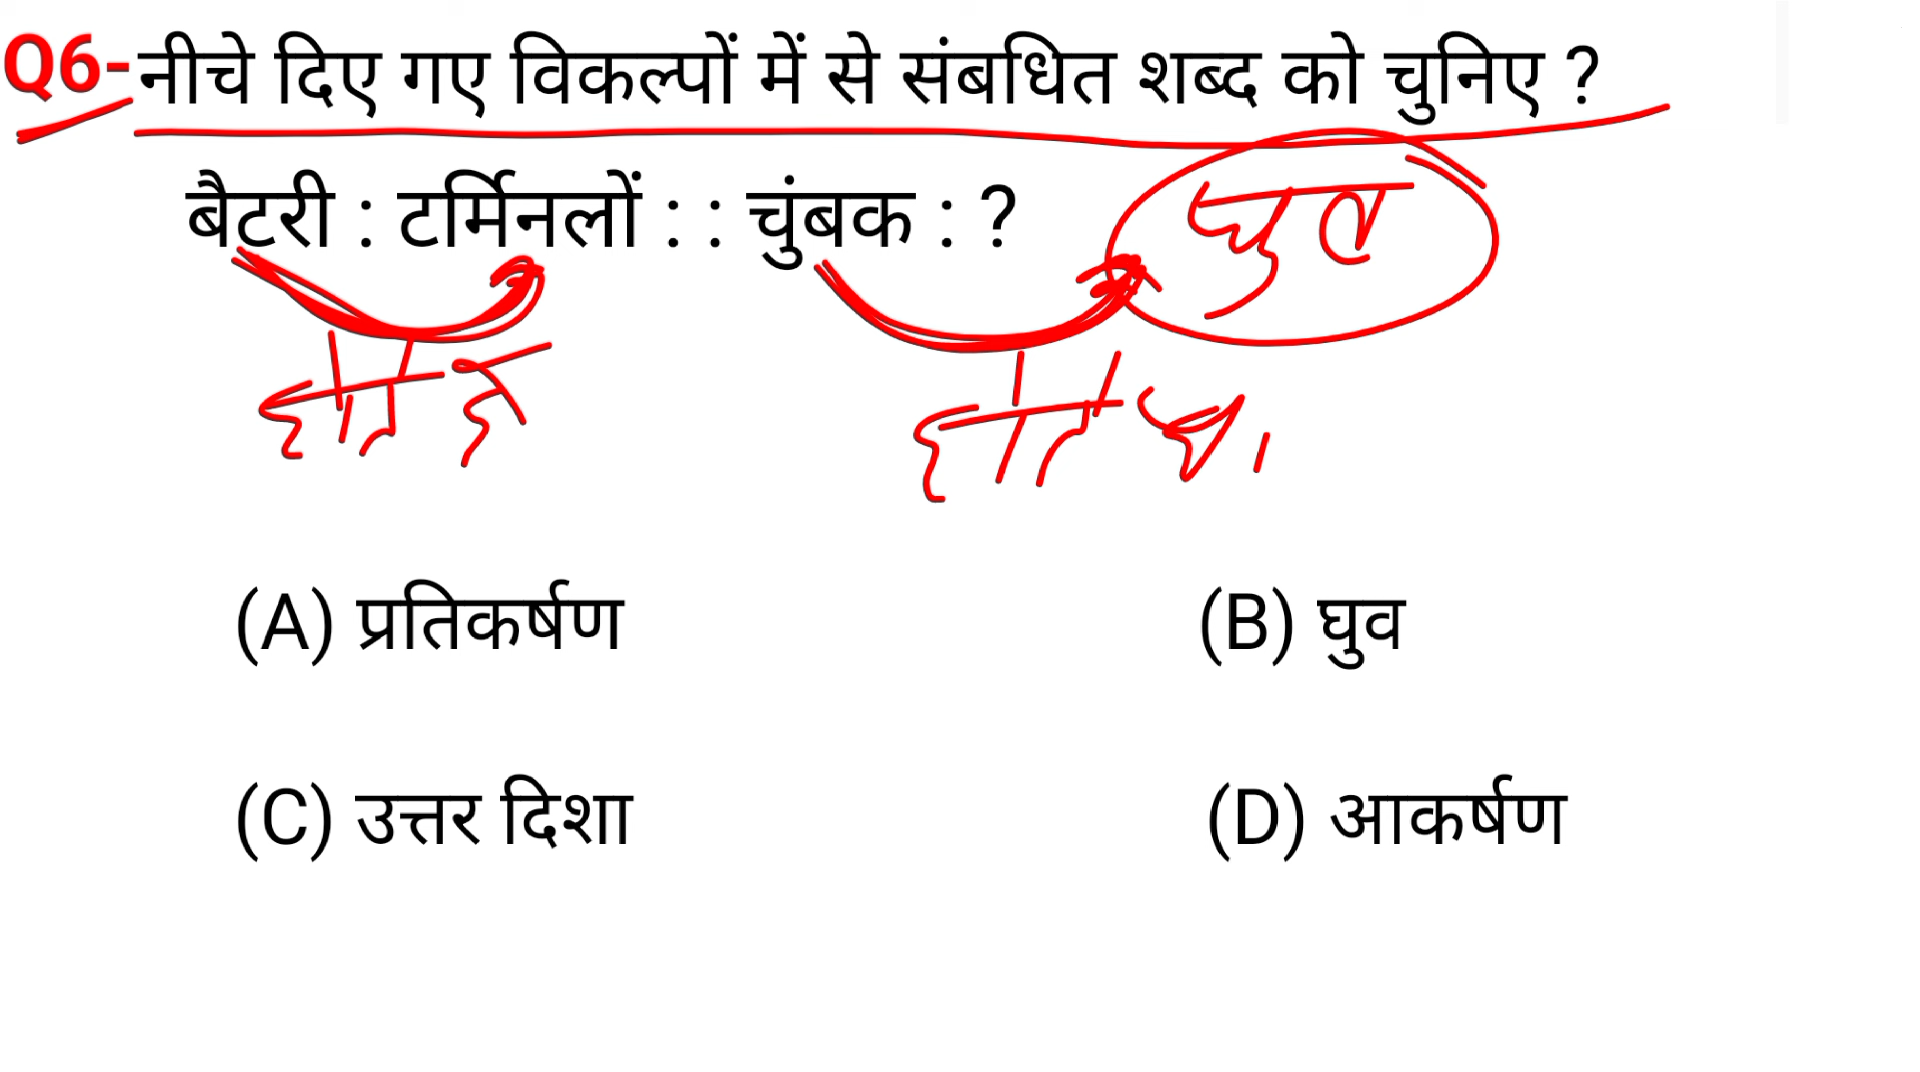 Q6-नीचे दिए गए विकल्पों में से संबधित शब्द को चुनिए ?
बैटरी : टर्मिनलों : : चुंबक : ? घुव
होते है होते है।
(A) प्रतिकर्षण (B) घुव
(C) उत्तर दिशा (D) आकर्षण